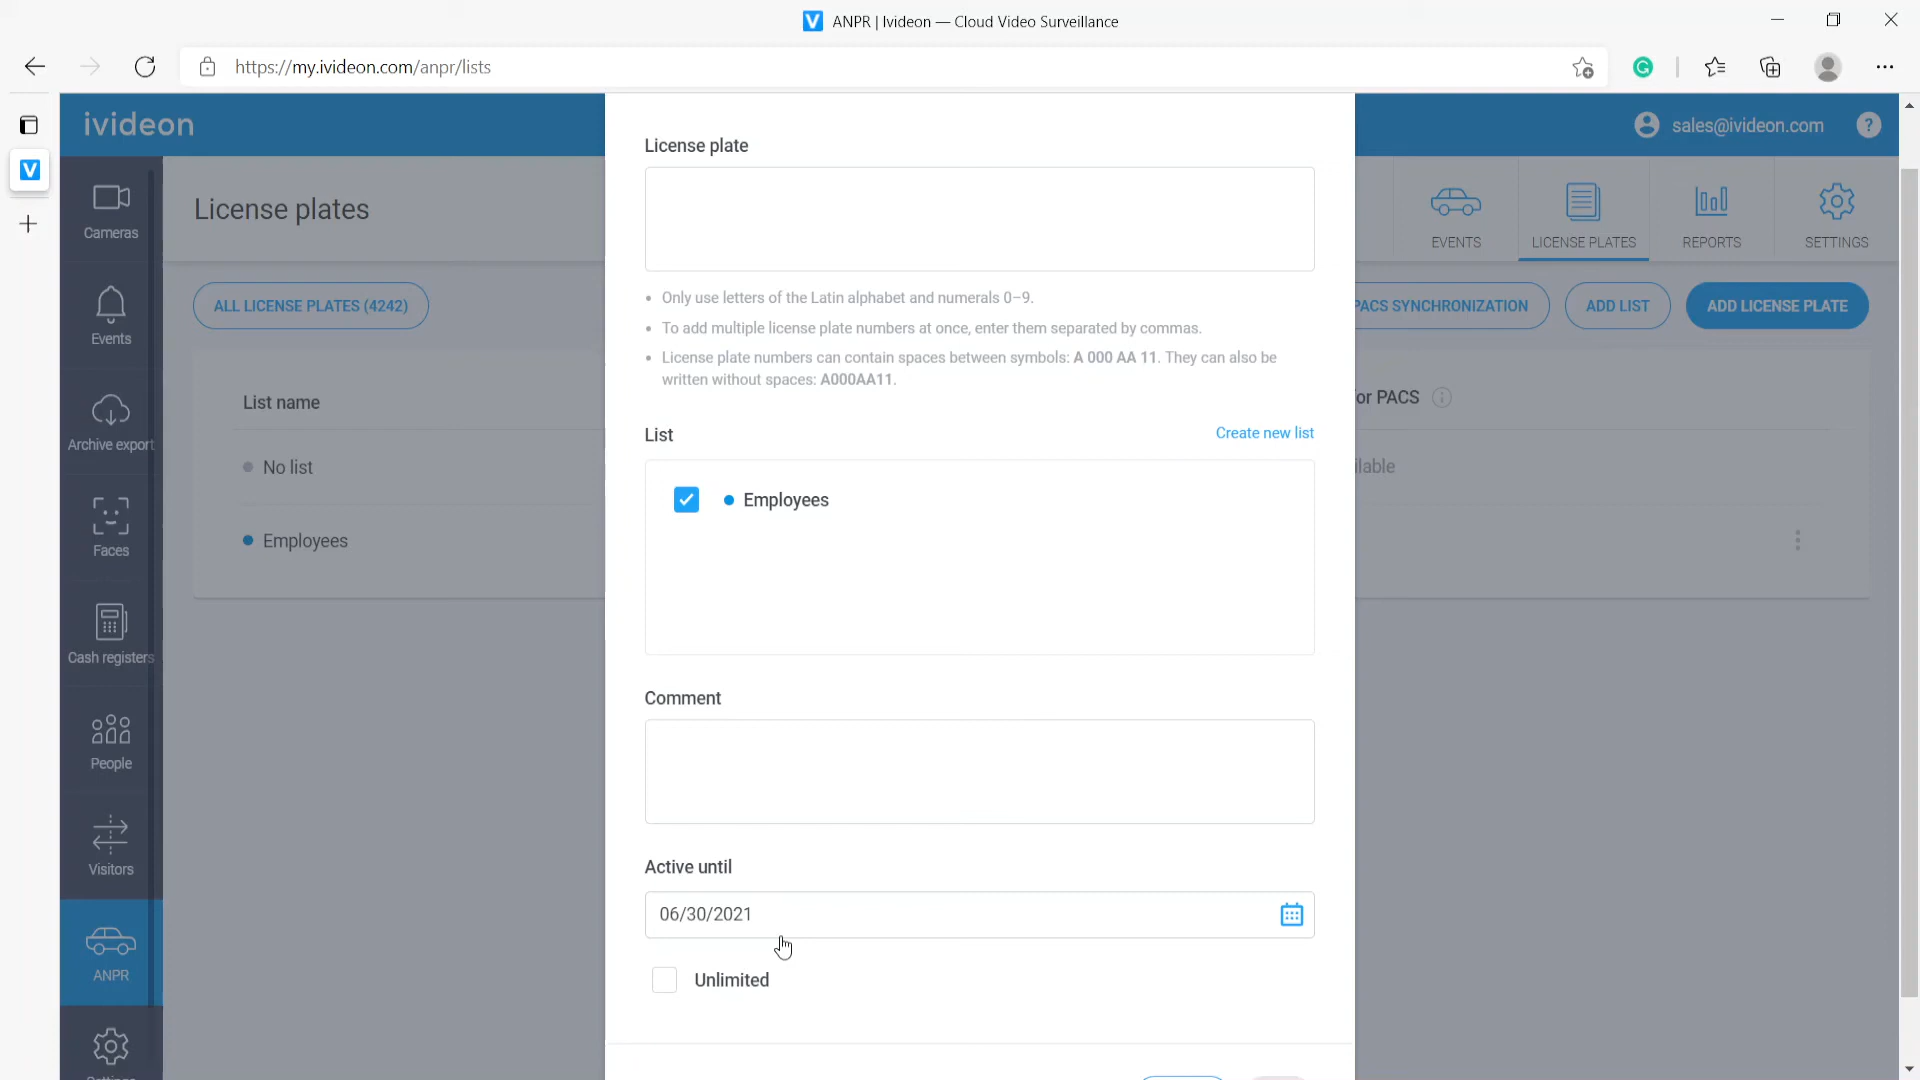 ANPR | Ivideon — Cloud Video Surveillance
https://my.ivideon.com/anpr/lists
ivideon
sales@ivideon.com
?
Cameras
Events
Archive export
Faces
Cash registers
People
Visitors
ANPR
License plates
EVENTS
LICENSE PLATES
REPORTS
SETTINGS
ALL LICENSE PLATES (4242)
PACS SYNCHRONIZATION
ADD LIST
ADD LICENSE PLATE
List name
or PACS
No list
ilable
Employees
License plate
Only use letters of the Latin alphabet and numerals 0–9.
To add multiple license plate numbers at once, enter them separated by commas.
License plate numbers can contain spaces between symbols: A 000 AA 11. They can also be
written without spaces: A000AA11.
List
Create new list
Employees
Comment
Active until
06/30/2021
Unlimited